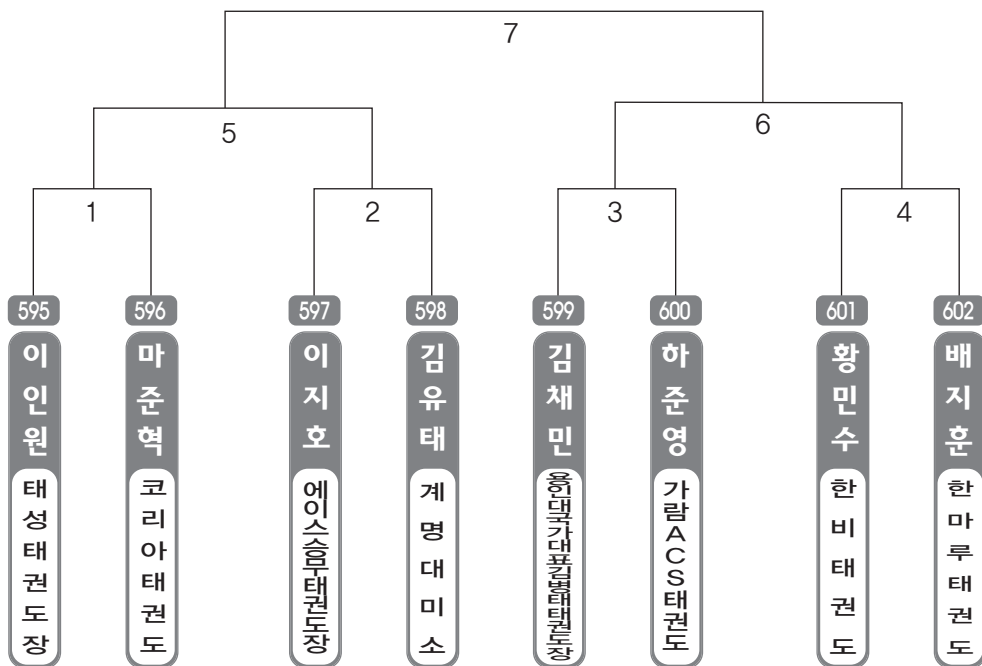 7
5
6
1
2
3
4
595
596
597
598
599
600
601
602
이인원
마준혁
이지호
김유태
김채민
하준영
황민수
배지훈
태성태권도장
코리아태권도
에이스승무태권도장
계명대미소
용인대국가대표김병태태권도장
가람ACS태권도
한비태권도
한마루태권도